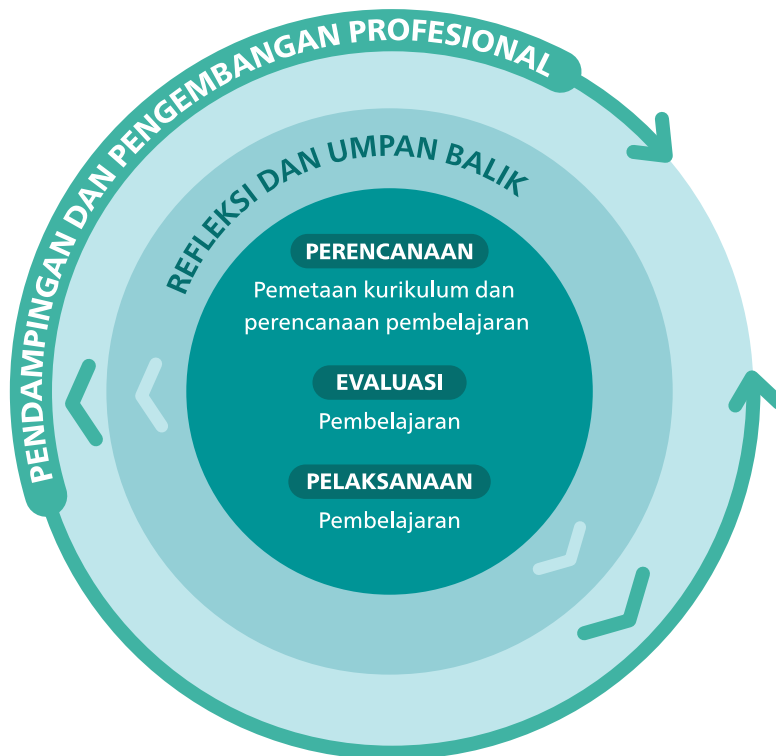 PENDAMPINGAN DAN PENGEMBANGAN PROFESIONAL
REFLEKSI DAN UMPAN BALIK
PERENCANAAN
Pemetaan kurikulum dan
perencanaan pembelajaran
EVALUASI
Pembelajaran
PELAKSANAAN
Pembelajaran